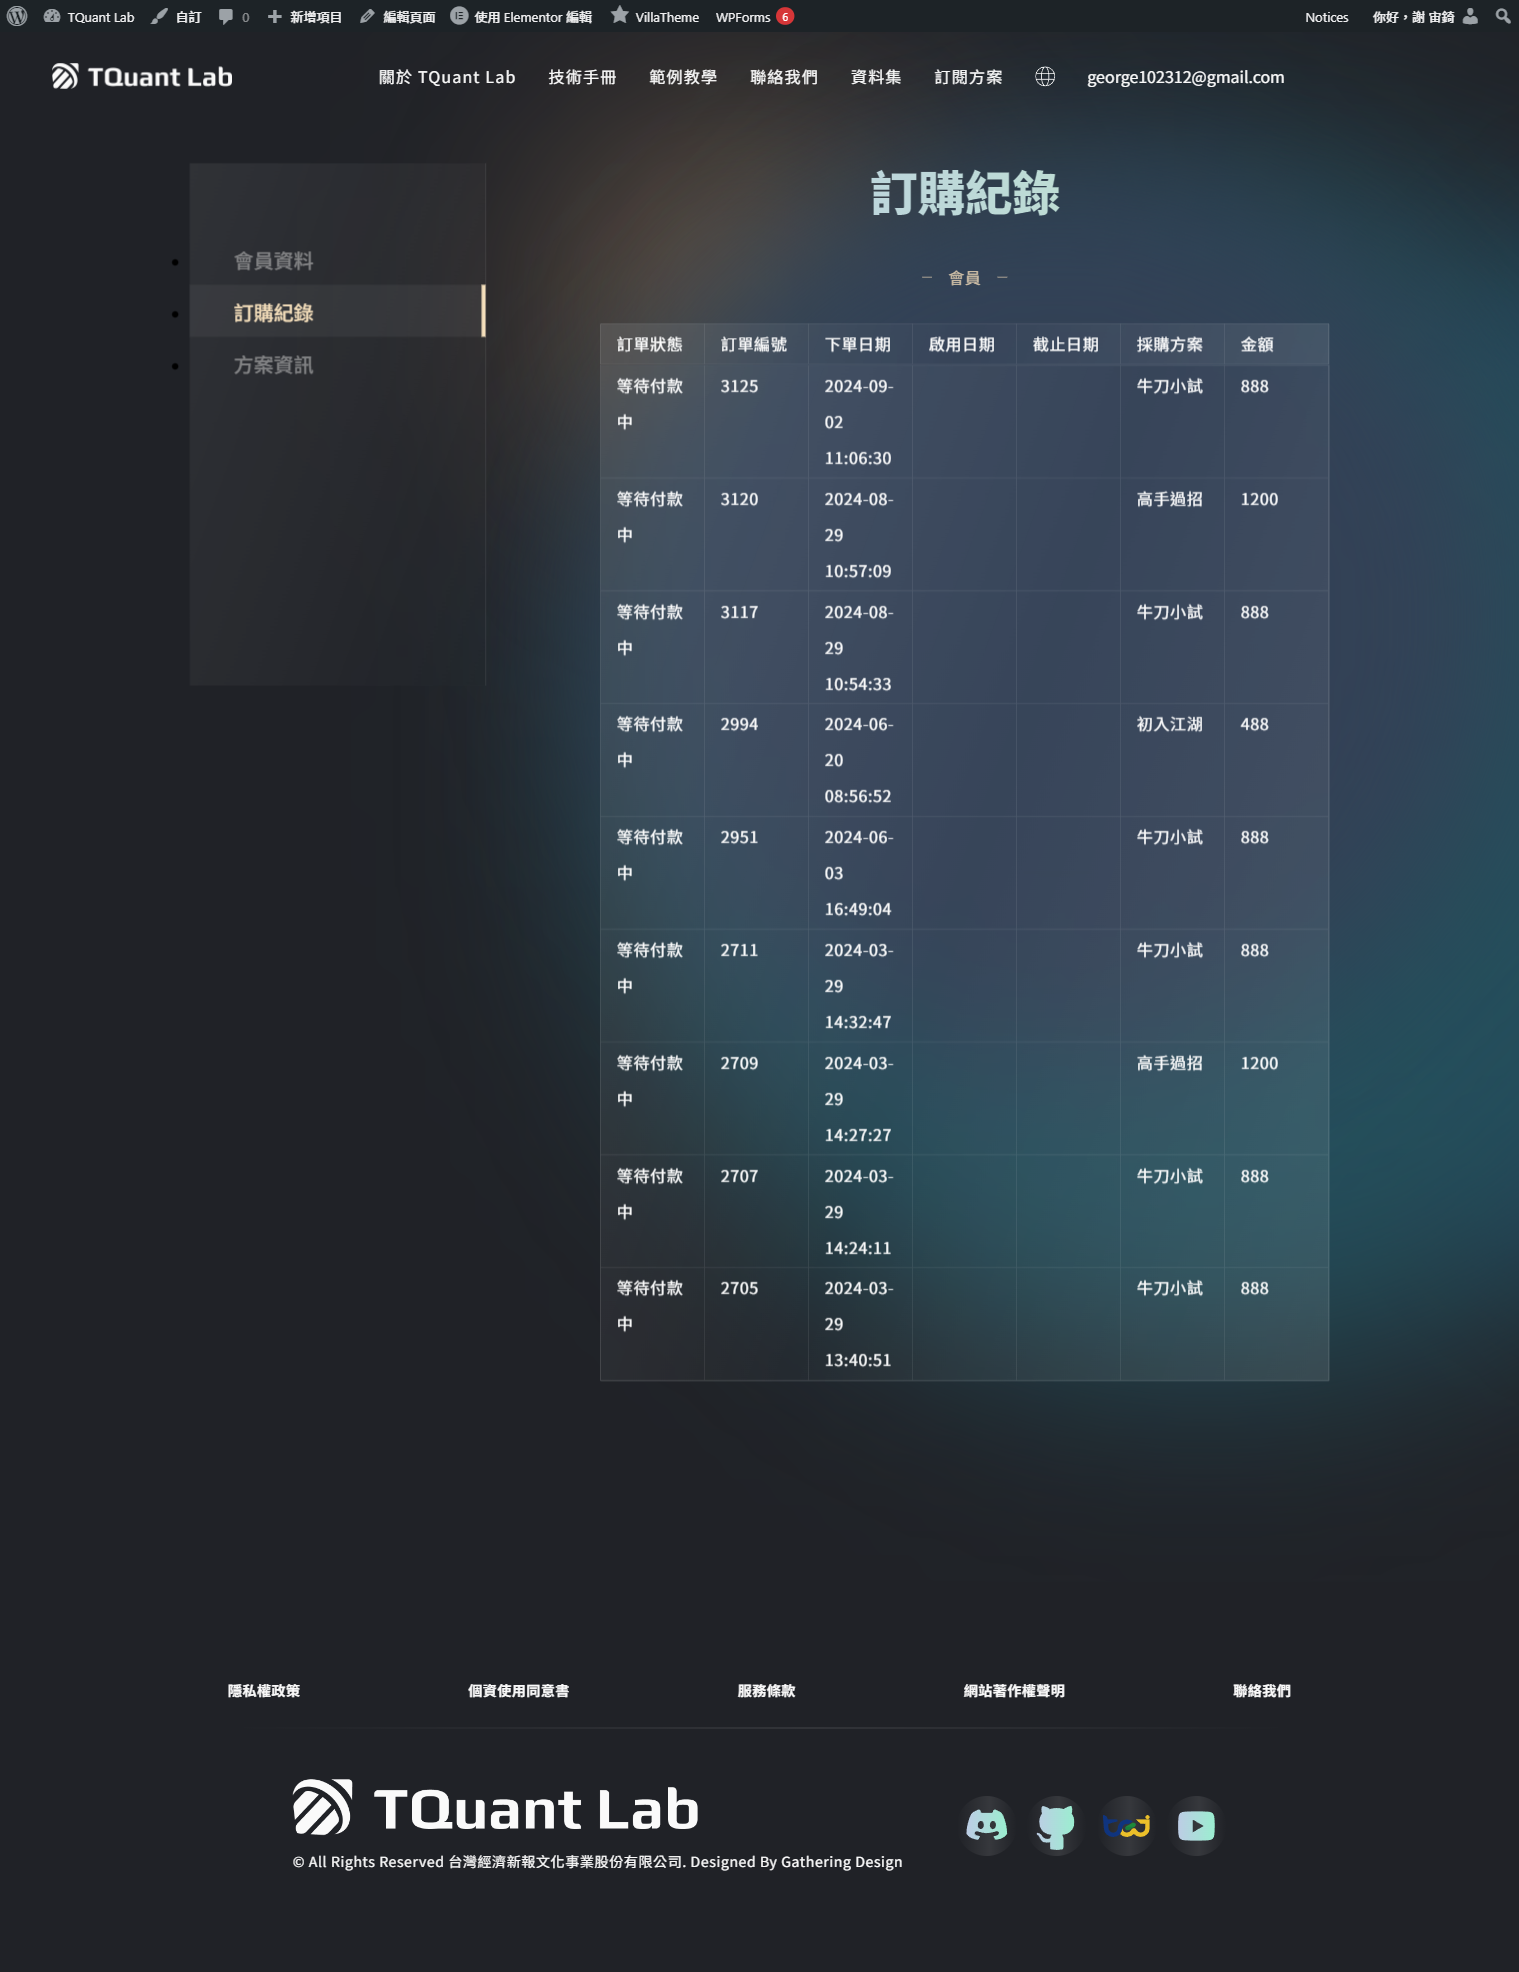 TQuant Lab 自訂 0 新增項目 編輯頁面 使用 Elementor 編輯 VillaTheme WPForms 6 Notices 你好，謝 宙錡
TQuant Lab 關於 TQuant Lab 技術手冊 範例教學 聯絡我們 資料集 訂閱方案 george102312@gmail.com
會員資料
訂購紀錄
方案資訊
訂購紀錄
會員
訂單狀態 訂單編號 下單日期 啟用日期 截止日期 採購方案 金額
等待付款 3125 2024-09- 牛刀小試 888
中 02
11:06:30
等待付款 3120 2024-08- 高手過招 1200
中 29
10:57:09
等待付款 3117 2024-08- 牛刀小試 888
中 29
10:54:33
等待付款 2994 2024-06- 初入江湖 488
中 20
08:56:52
等待付款 2951 2024-06- 牛刀小試 888
中 03
16:49:04
等待付款 2711 2024-03- 牛刀小試 888
中 29
14:32:47
等待付款 2709 2024-03- 高手過招 1200
中 29
14:27:27
等待付款 2707 2024-03- 牛刀小試 888
中 29
14:24:11
等待付款 2705 2024-03- 牛刀小試 888
中 29
13:40:51
隱私權政策 個資使用同意書 服務條款 網站著作權聲明 聯絡我們
TQuant Lab
© All Rights Reserved 台灣經濟新報文化事業股份有限公司. Designed By Gathering Design